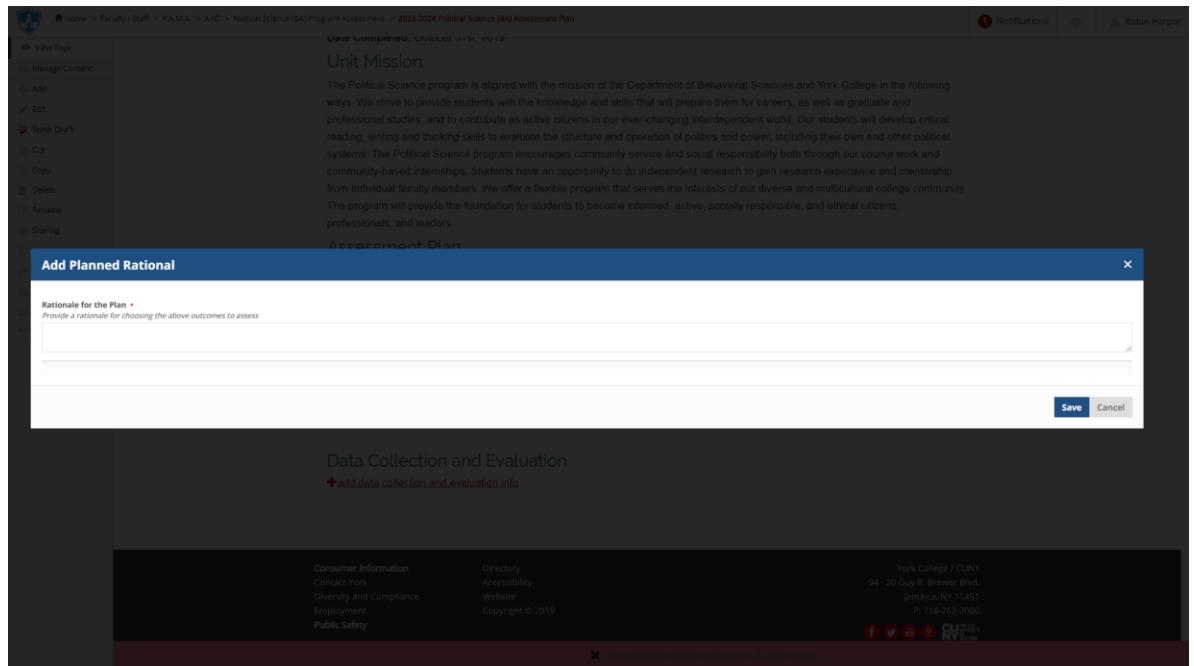 Home > Faculty / Staff > Y.A.M.S. > AAC > Political Science (BA) Program Assessment > 2023-2024 Political Science (BA) Assessment Plan
1 Notifications
Robin Harper
View Page
Manage Content
Add
Edit
State: Draft
Cut
Copy
Delete
Rename
Sharing
Date Completed: October 31st, 2019
Unit Mission
The Political Science program is aligned with the mission of the Department of Behavioral Sciences and York College in the following
ways. We strive to provide students with the knowledge and skills that will prepare them for careers, as well as graduate and
professional studies, and to contribute as active citizens in our ever-changing interdependent world. Our students will develop critical
reading, writing and thinking skills to evaluate the structure and operation of politics and power, including their own and other political
systems. The Political Science program encourages community service and social responsibility both through our course work and
community-based internships. Students have an opportunity to do independent research to gain research experience and mentorship
from individual faculty members. We offer a flexible program that serves the interests of our diverse and multicultural college community.
The program will provide the foundation for students to become informed, active, socially responsible, and ethical citizens,
professionals, and leaders.
Assessment Plan
Add Planned Rational
×
Rationale for the Plan •
Provide a rationale for choosing the above outcomes to assess
Save Cancel
Data Collection and Evaluation
+add data collection and evaluation info
Consumer Information
Contact York
Diversity and Compliance
Employment
Public Safety
Directory
Accessibility
Website
Copyright © 2019
York College / CUNY
94 - 20 Guy R. Brewer Blvd.
Jamaica, NY 11451
P: 718-262-2000
CU
NY